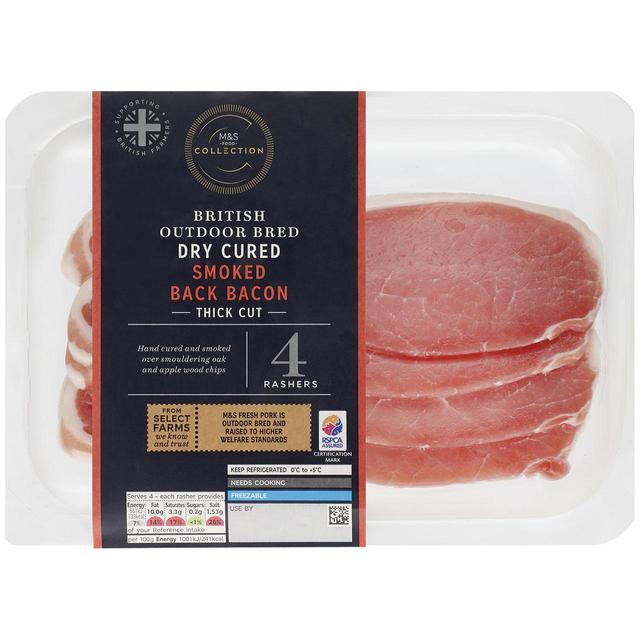 SUPPORTING
BRITISH FARMERS
M&S
FOOD
COLLECTION
BRITISH
OUTDOOR BRED
DRY CURED
SMOKED
BACK BACON
THICK CUT
Hand cured and smoked
over smouldering oak
and apple wood chips
4
RASHERS
FROM
SELECT
FARMS
we know
and trust
M&S FRESH PORK IS
OUTDOOR BRED AND
RAISED TO HIGHER
WELFARE STANDARDS
RSPCA
ASSURED
CERTIFICATION
MARK
KEEP REFRIGERATED 0°C to +5°C
NEEDS COOKING
FREEZABLE
USE BY
Serves 4 - each rasher provides
Energy Fat Saturates Sugars Salt
551kJ 10.0g 3.3g 0.2g 1.53g
133kcal
7% 14% 17% <1% 26%
of your Reference intake
per 100g Energy 1001kJ/241kcal